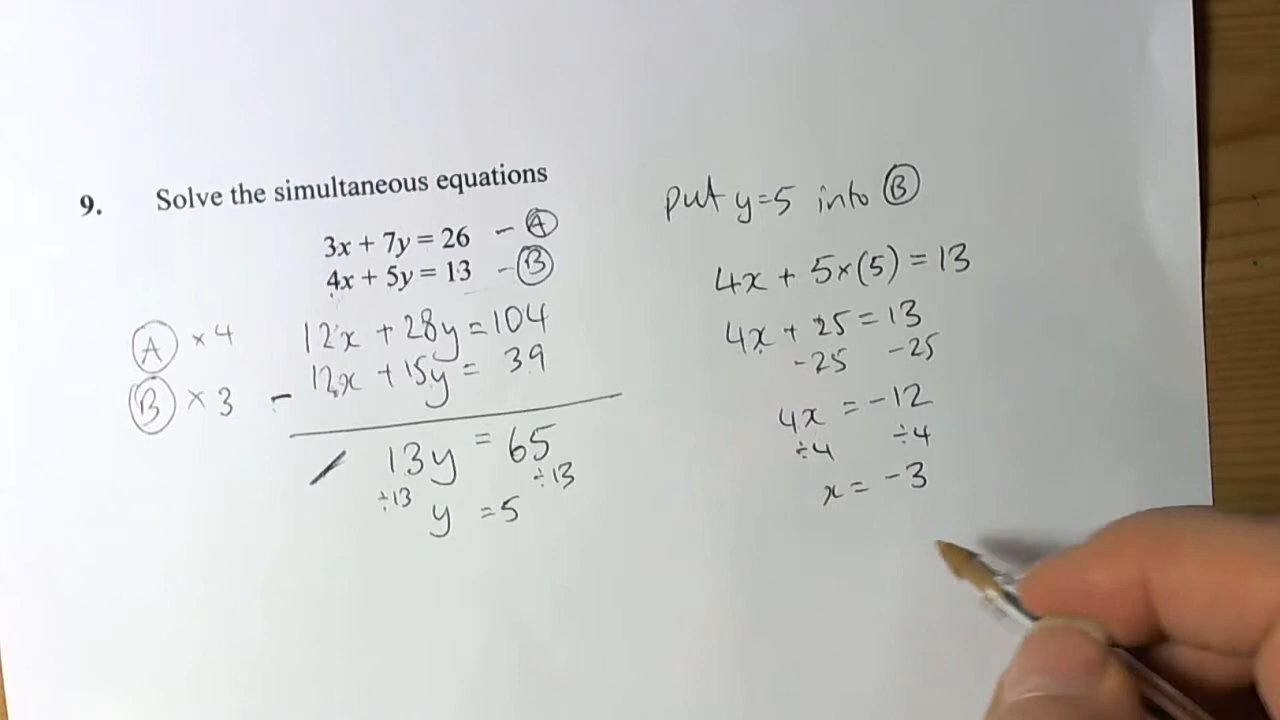 9. Solve the simultaneous equations
3x + 7y = 26 - A
4x + 5y = 13 - B
A × 4 12x + 28y = 104
B × 3 - 12x + 15y = 39
13y = 65
÷13 ÷13
y = 5
put y=5 into B
4x + 5×(5) = 13
4x + 25 = 13
-25 -25
4x = -12
÷4 ÷4
x = -3